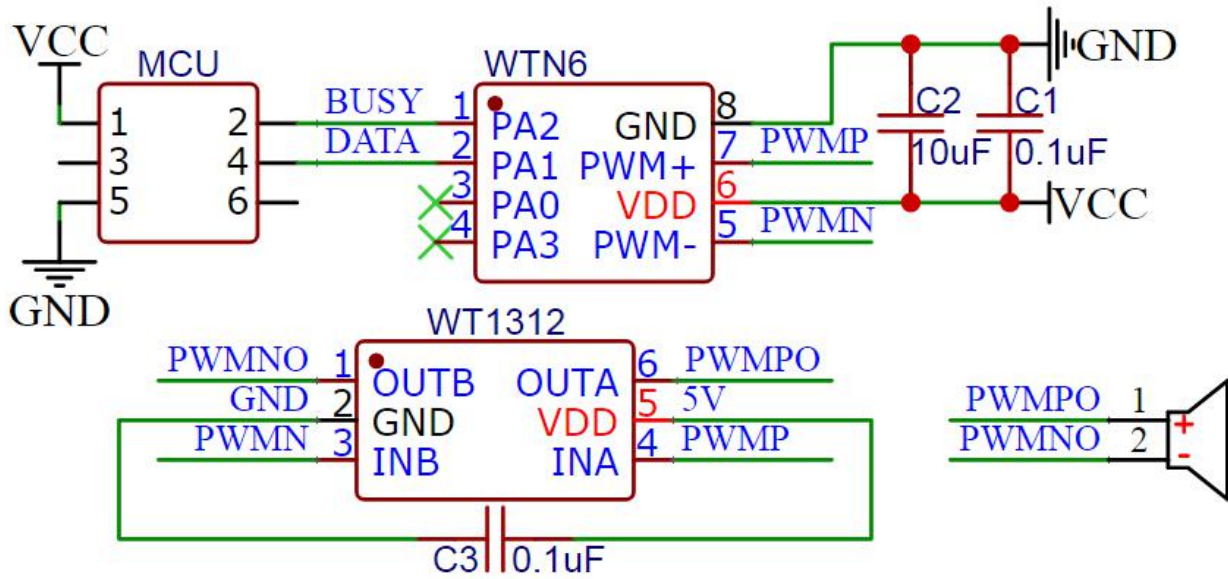 VCC
MCU
1 2
3 4
5 6
GND
BUSY
DATA
WTN6
1 PA2 GND 8
2 PA1 PWM+ 7 PWMP
3 PA0 VDD 6
4 PA3 PWM- 5 PWMN
GND
C2 C1
10uF 0.1uF
VCC
WT1312
PWMNO 1 OUTB OUTA 6 PWMPO
GND 2 GND VDD 5 5V
PWMN 3 INB INA 4 PWMP
C3 0.1uF
PWMPO 1 +
PWMNO 2 -